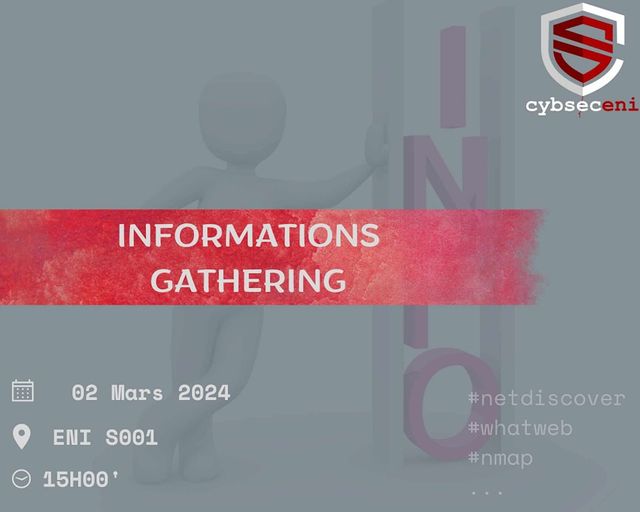 cybseceni
INFO
INFORMATIONS
GATHERING
02 Mars 2024
ENI S001
15H00'
#netdiscover
#whatweb
#nmap
...